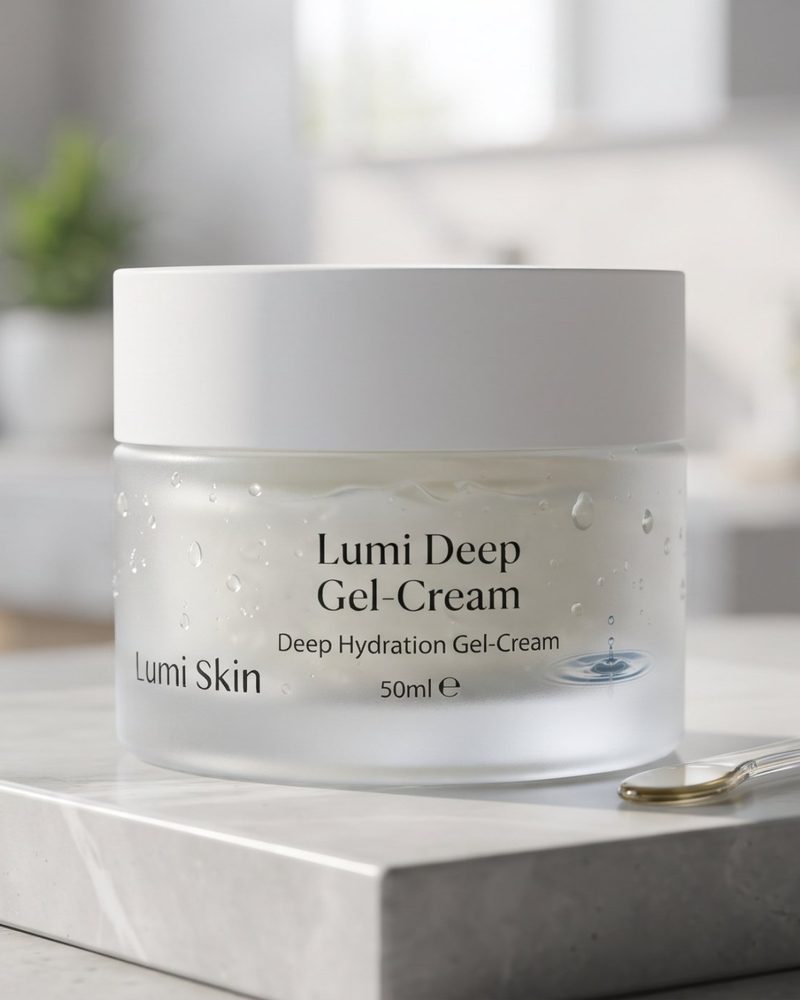 Lumi Deep
Gel-Cream
Deep Hydration Gel-Cream
Lumi Skin
50ml ℮